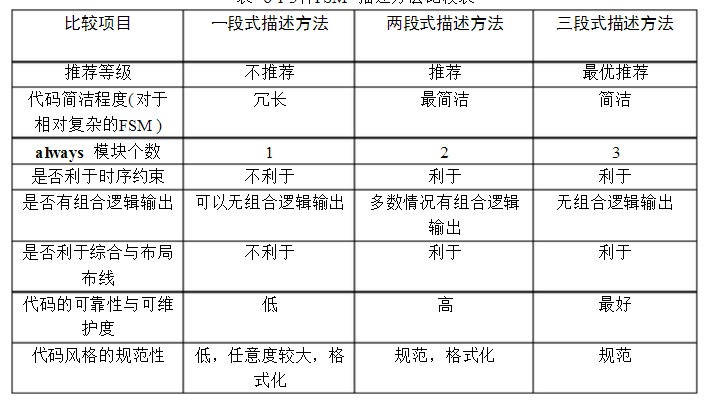 比较项目 一段式描述方法 两段式描述方法 三段式描述方法
推荐等级 不推荐 推荐 最优推荐
代码简洁程度(对于 冗长 最简洁 简洁
相对复杂的FSM )
always 模块个数 1 2 3
是否利于时序约束 不利于 利于 利于
是否有组合逻辑输出 可以无组合逻辑输出 多数情况有组合逻辑 无组合逻辑输出
输出
是否利于综合与布局 不利于 利于 利于
布线
代码的可靠性与可维 低 高 最好
护度
代码风格的规范性 低，任意度较大，格 规范，格式化 规范
式化